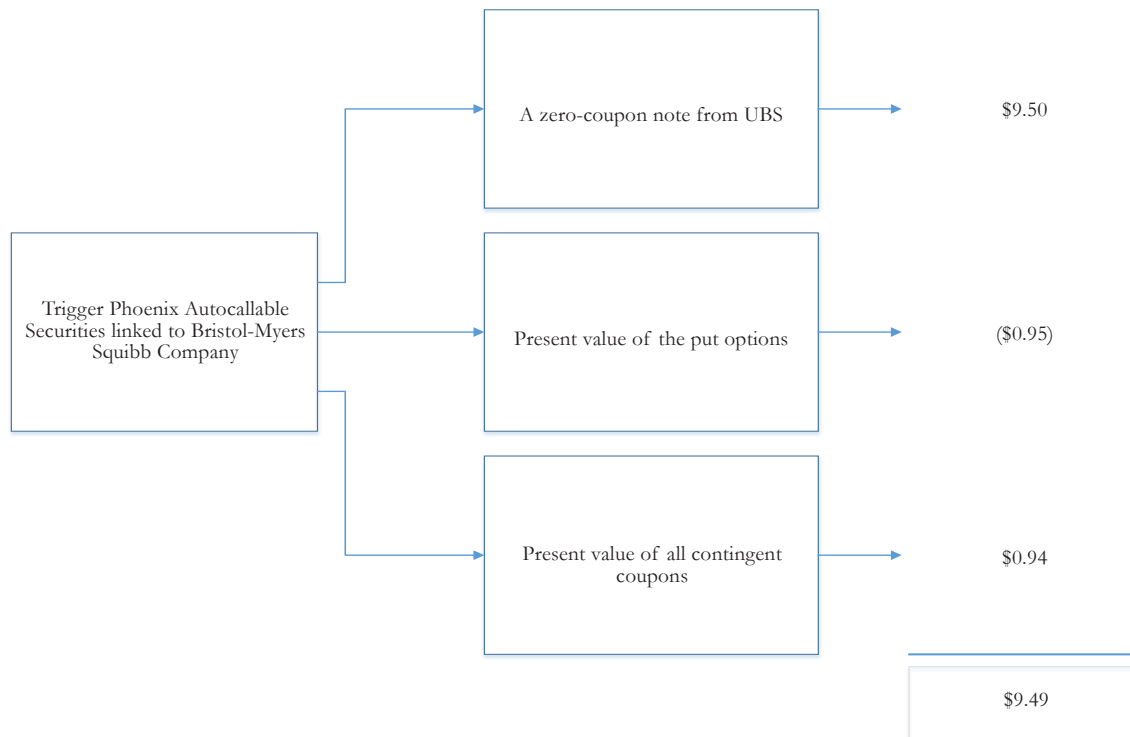 A zero-coupon note from UBS
$9.50
Trigger Phoenix Autocallable
Securities linked to Bristol-Myers
Squibb Company
Present value of the put options
($0.95)
Present value of all contingent
coupons
$0.94
$9.49